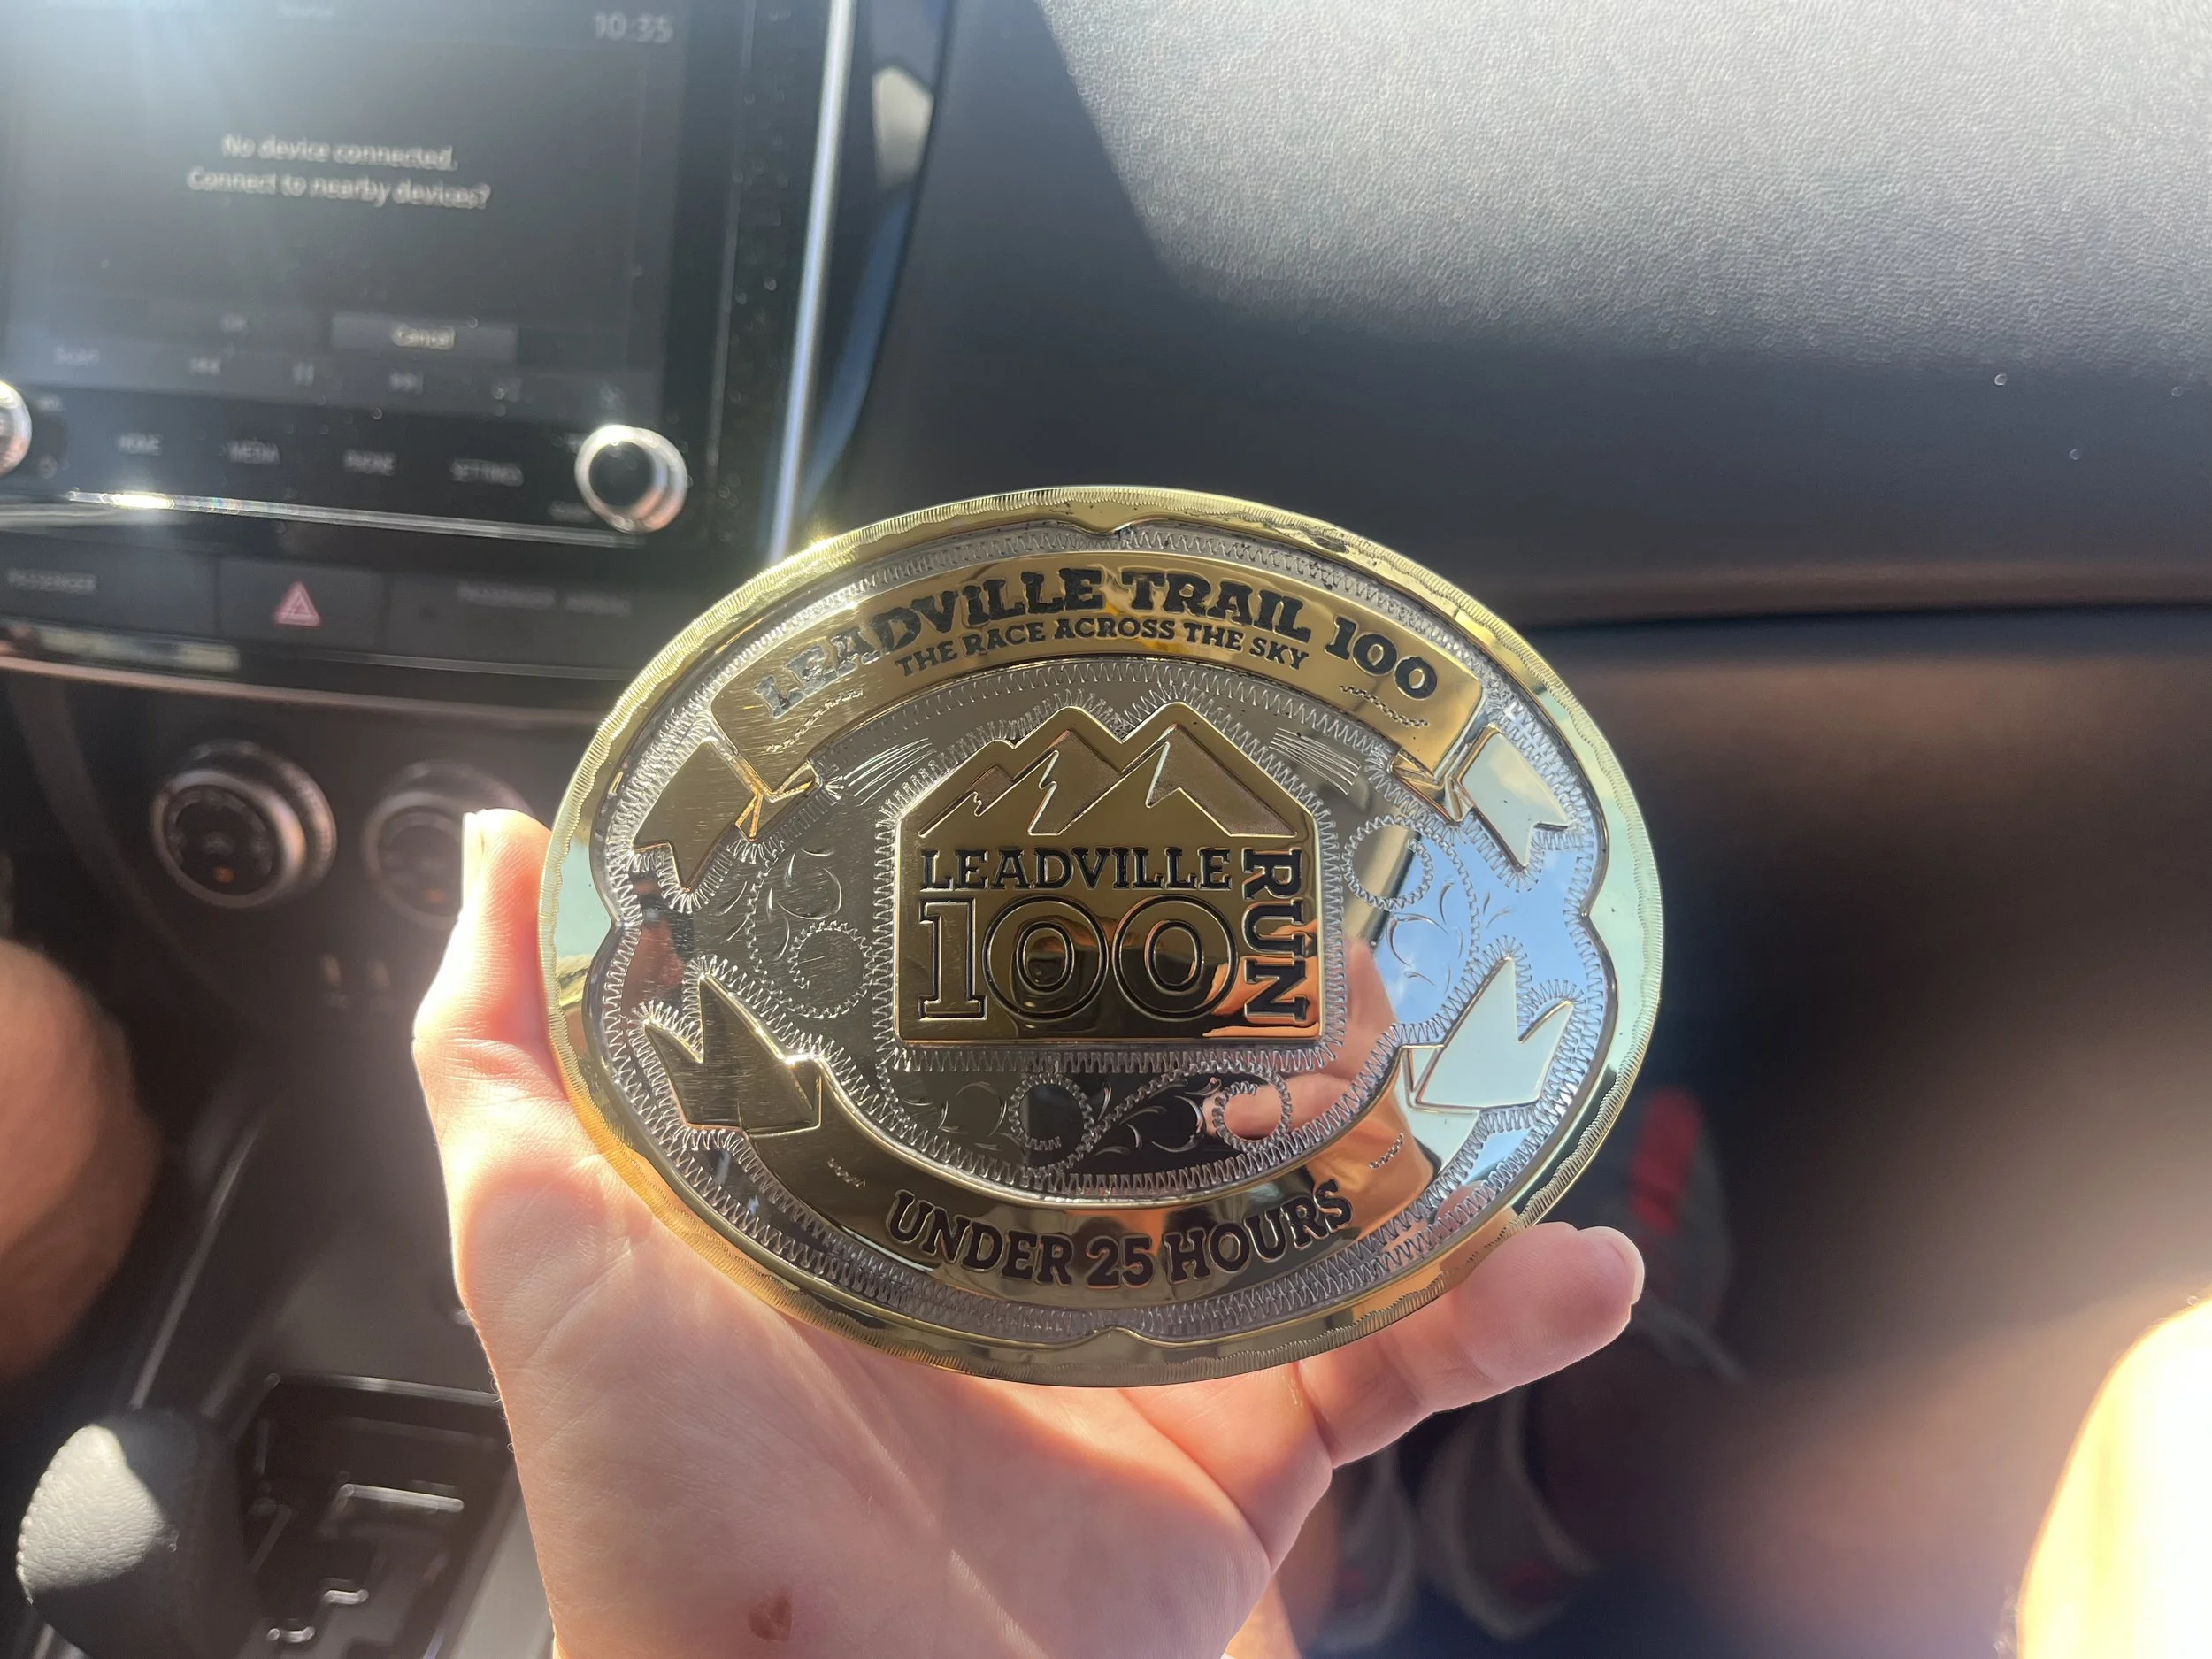 10:35
No device connected.
Connect to nearby devices?
Cancel
Scan
HOME
MEDIA
PHONE
SETTINGS
PASSENGER
LEADVILLE TRAIL 100
THE RACE ACROSS THE SKY
LEADVILLE
100
RUN
UNDER 25 HOURS